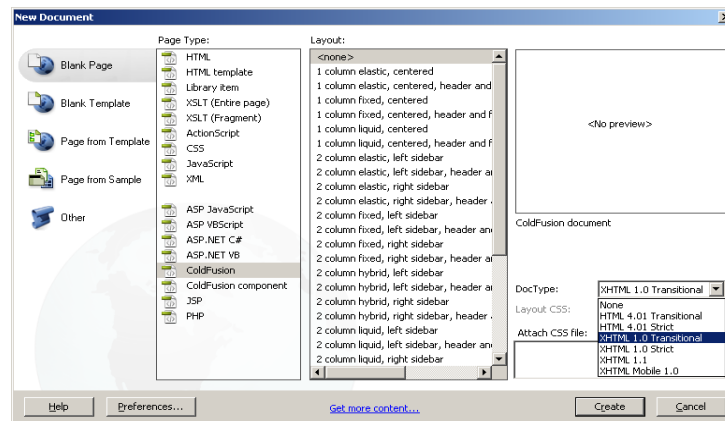 New Document
Page Type:
Layout:
Blank Page
Blank Template
Page from Template
Page from Sample
Other
HTML
HTML template
Library item
XSLT (Entire page)
XSLT (Fragment)
ActionScript
CSS
JavaScript
XML
ASP JavaScript
ASP VBScript
ASP.NET C#
ASP.NET VB
ColdFusion
ColdFusion component
JSP
PHP
<none>
1 column elastic, centered
1 column elastic, centered, header and
1 column fixed, centered
1 column fixed, centered, header and f
1 column liquid, centered
1 column liquid, centered, header and f
2 column elastic, left sidebar
2 column elastic, left sidebar, header a
2 column elastic, right sidebar
2 column elastic, right sidebar, header
2 column fixed, left sidebar
2 column fixed, left sidebar, header an
2 column fixed, right sidebar
2 column fixed, right sidebar, header a
2 column hybrid, left sidebar
2 column hybrid, left sidebar, header a
2 column hybrid, right sidebar
2 column hybrid, right sidebar, header
2 column liquid, left sidebar
2 column liquid, left sidebar, header an
2 column liquid, right sidebar
<No preview>
ColdFusion document
DocType:
XHTML 1.0 Transitional
Layout CSS:
Attach CSS file:
None
HTML 4.01 Transitional
HTML 4.01 Strict
XHTML 1.0 Transitional
XHTML 1.0 Strict
XHTML 1.1
XHTML Mobile 1.0
Help
Preferences...
Get more content...
Create
Cancel